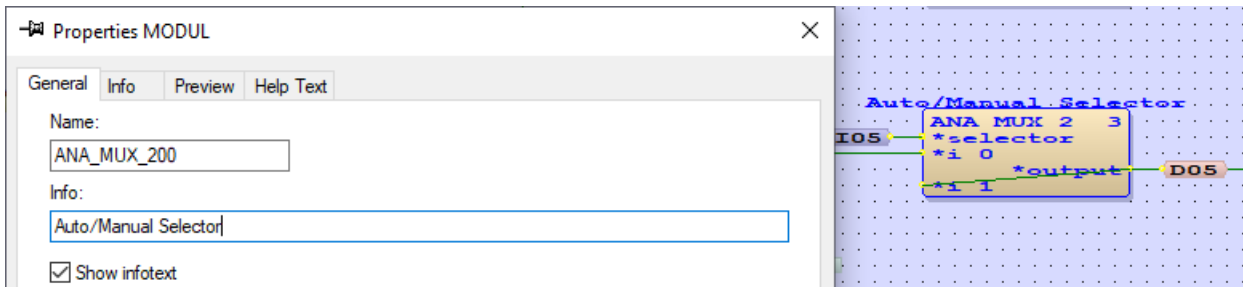 Properties MODUL
General Info Preview Help Text
Name:
ANA_MUX_200
Info:
Auto/Manual Selector
Show infotext
Auto/Manual Selector
ANA MUX 2 3
I05 *selector
*i 0
*output D05
*i 1